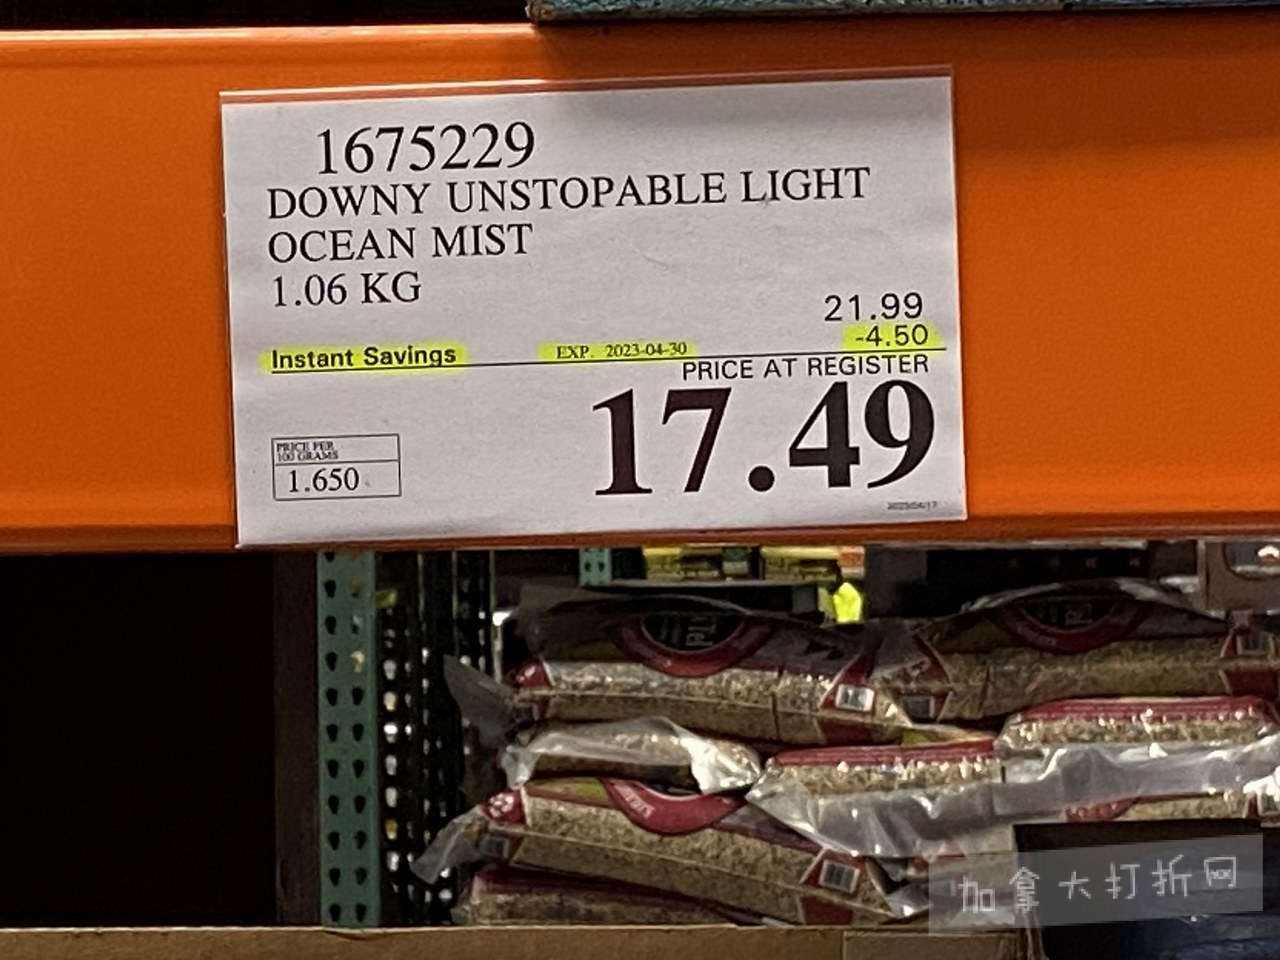 1675229
DOWNY UNSTOPABLE LIGHT
OCEAN MIST
1.06 KG
21.99
-4.50
Instant Savings EXP. 2023-04-30
PRICE AT REGISTER
17.49
PRICE PER
100 GRAMS
1.650
加拿大打折网